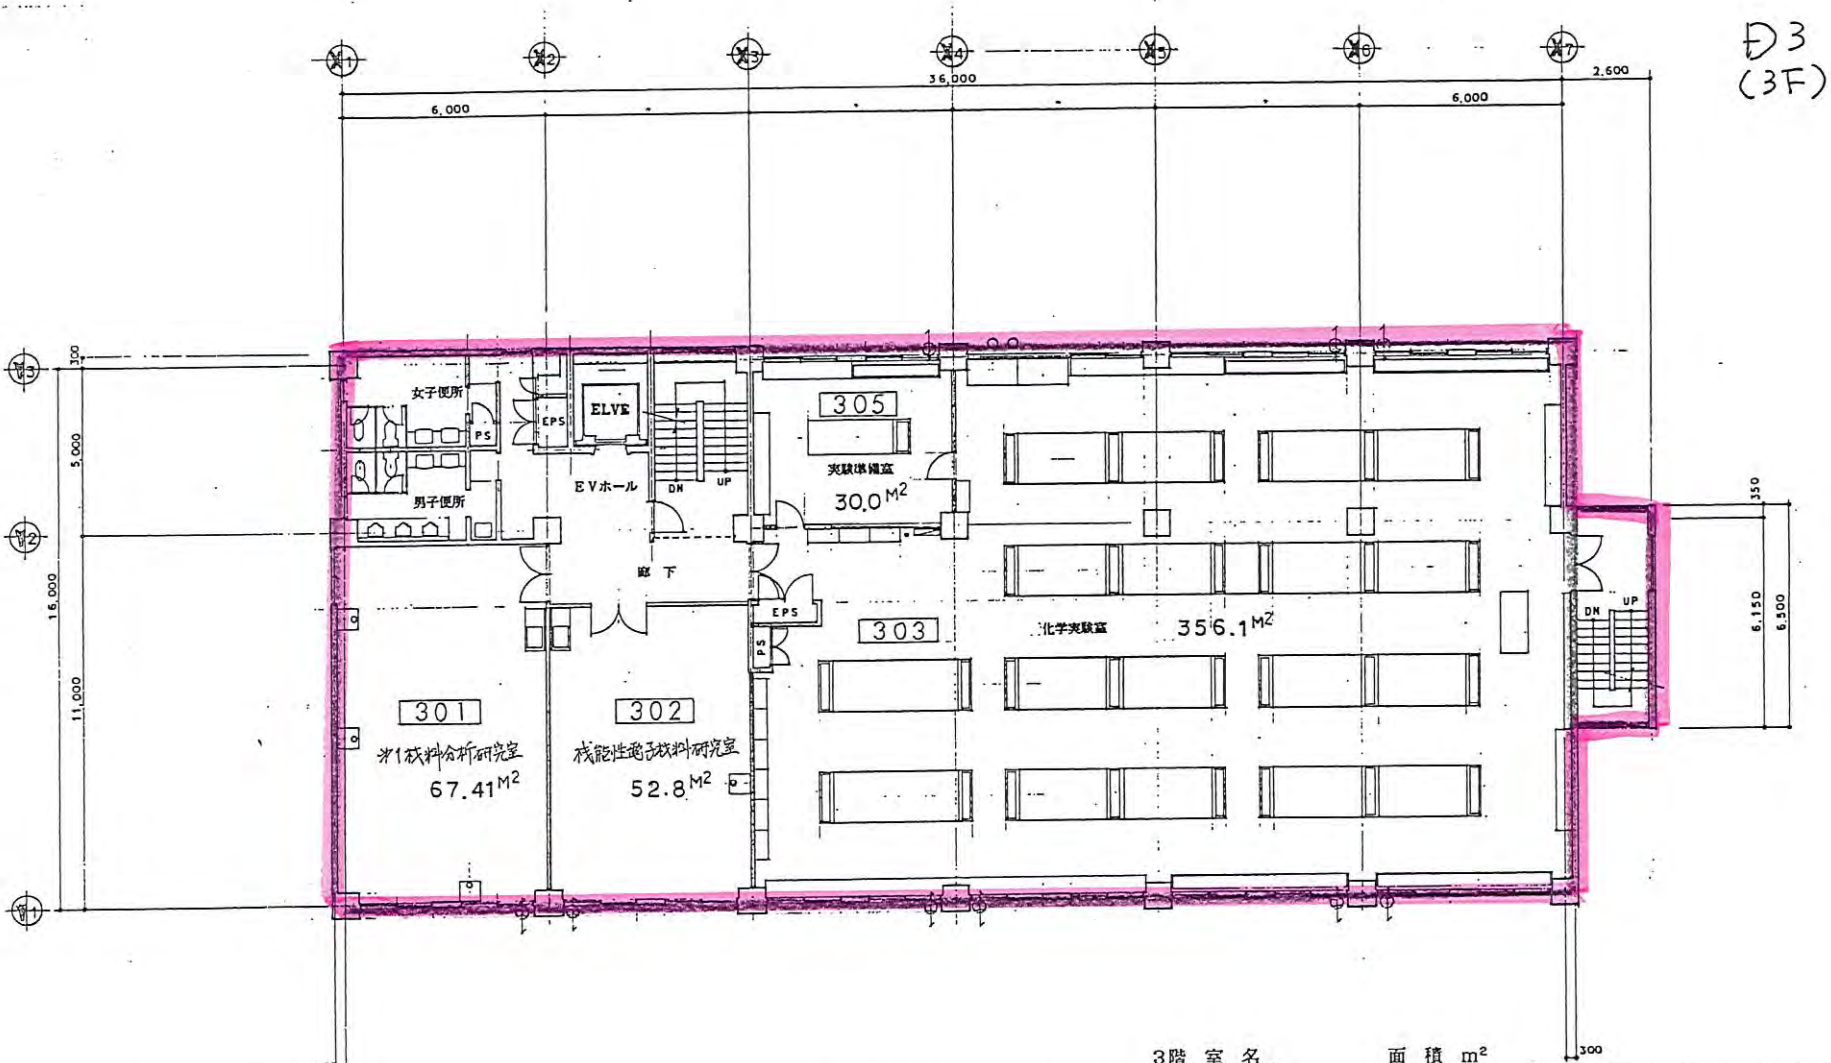 D3
(3F)
X1
X2
X3
X4
X5
X6
X7
36,000
2,600
6,000
6,000
Y3
300
5,000
Y2
16,000
11,000
Y1
女子便所
PS
EPS
ELVE
男子便所
EVホール
DN
UP
305
実験準備室
30.0M2
廊下
EPS
PS
303
化学実験室
356.1M2
301
分析研究室
67.41M2
302
機能性電子材料研究室
52.8M2
DN
UP
350
6,150
6,500
3階 室 名
面 積 m²
300